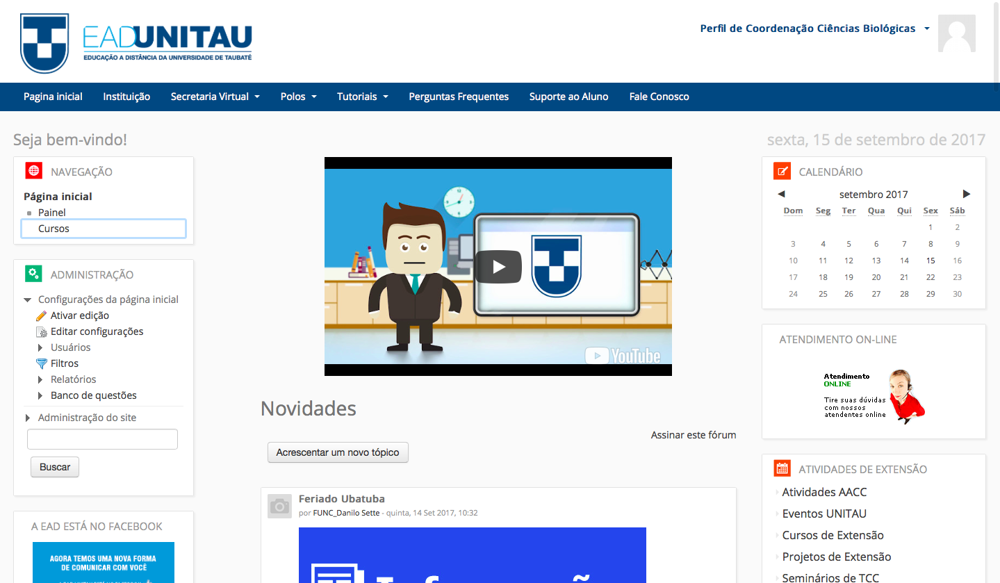 EADUNITAU
EDUCAÇÃO A DISTÂNCIA DA UNIVERSIDADE DE TAUBATÉ
Perfil de Coordenação Ciências Biológicas
Pagina inicial Instituição Secretaria Virtual Polos Tutoriais Perguntas Frequentes Suporte ao Aluno Fale Conosco
Seja bem-vindo!
sexta, 15 de setembro de 2017
NAVEGAÇÃO
Página inicial
Painel
Cursos
ADMINISTRAÇÃO
Configurações da página inicial
Ativar edição
Editar configurações
Usuários
Filtros
Relatórios
Banco de questões
Administração do site
Buscar
A EAD ESTÁ NO FACEBOOK
AGORA TEMOS UMA NOVA FORMA
DE COMUNICAR COM VOCÊ
YouTube
Novidades
Assinar este fórum
Acrescentar um novo tópico
Feriado Ubatuba
por FUNC_Danilo Sette - quinta, 14 Set 2017, 10:32
CALENDÁRIO
setembro 2017
Dom Seg Ter Qua Qui Sex Sáb
1 2
3 4 5 6 7 8 9
10 11 12 13 14 15 16
17 18 19 20 21 22 23
24 25 26 27 28 29 30
ATENDIMENTO ON-LINE
Atendimento
ONLINE
Tire suas dúvidas
com nossos
atendentes online
ATIVIDADES DE EXTENSÃO
Atividades AACC
Eventos UNITAU
Cursos de Extensão
Projetos de Extensão
Seminários de TCC